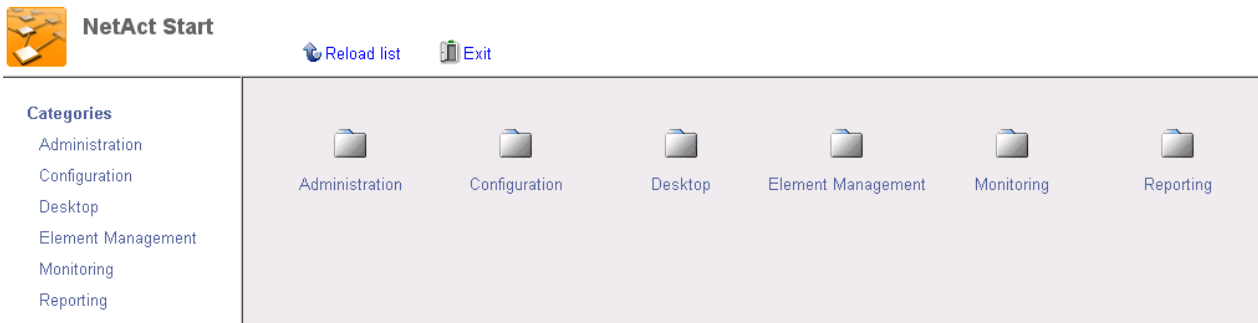 NetAct Start
Reload list Exit
Categories
Administration
Configuration
Desktop
Element Management
Monitoring
Reporting
Administration Configuration Desktop Element Management Monitoring Reporting